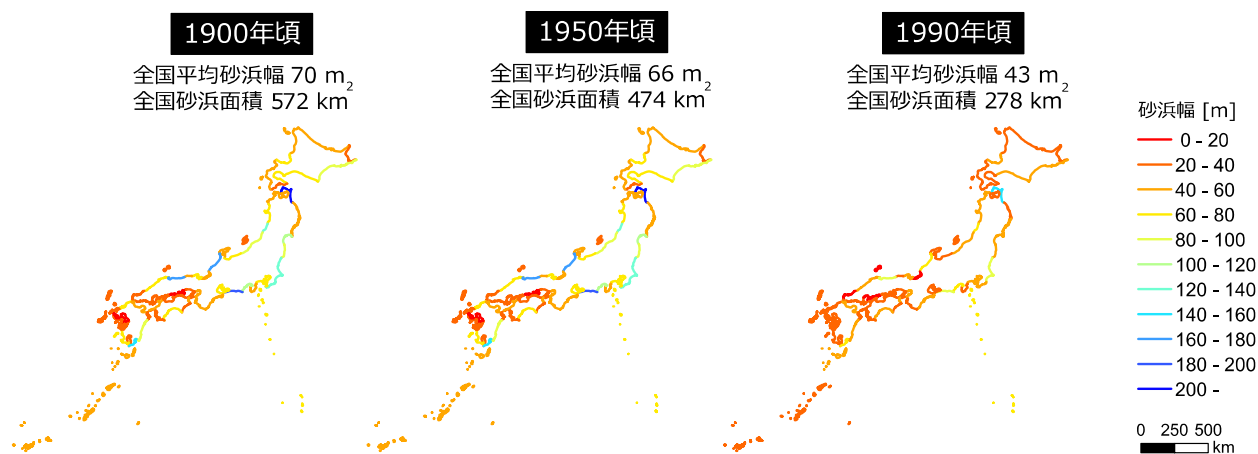 1900年頃
全国平均砂浜幅 70 m
全国砂浜面積 572 km2
1950年頃
全国平均砂浜幅 66 m
全国砂浜面積 474 km2
1990年頃
全国平均砂浜幅 43 m
全国砂浜面積 278 km2
砂浜幅 [m]
0 - 20
20 - 40
40 - 60
60 - 80
80 - 100
100 - 120
120 - 140
140 - 160
160 - 180
180 - 200
200 -
0 250 500
km